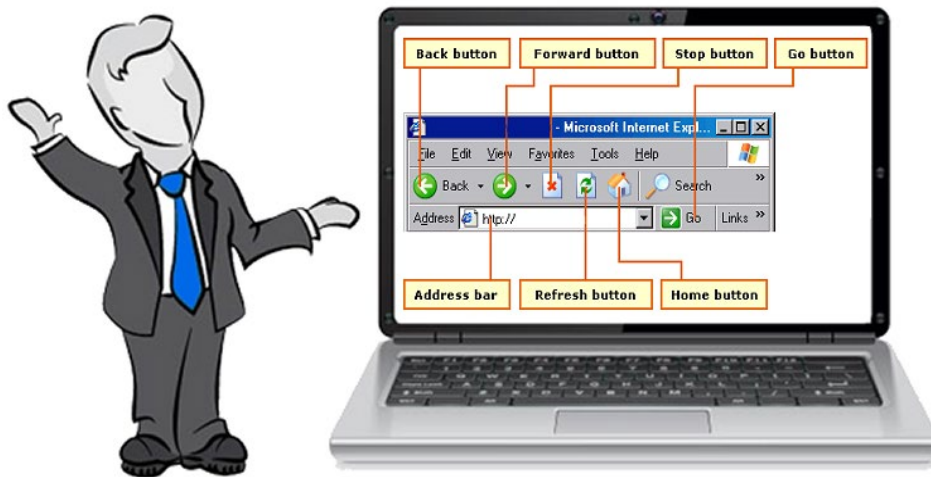 Back button Forward button Stop button Go button
- Microsoft Internet Expl...
File Edit View Favorites Tools Help
Back Search »
Address http:// Go Links »
Address bar Refresh button Home button